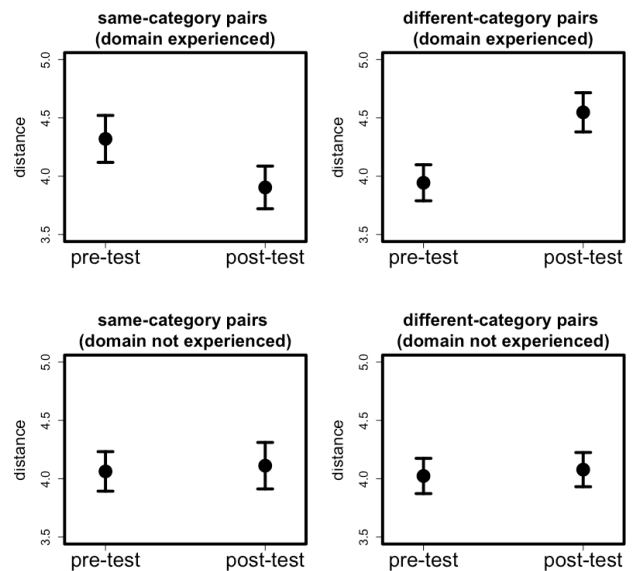 same-category pairs
(domain experienced)
distance
5.0
4.5
4.0
3.5
pre-test post-test
different-category pairs
(domain experienced)
distance
5.0
4.5
4.0
3.5
pre-test post-test
same-category pairs
(domain not experienced)
distance
5.0
4.5
4.0
3.5
pre-test post-test
different-category pairs
(domain not experienced)
distance
5.0
4.5
4.0
3.5
pre-test post-test